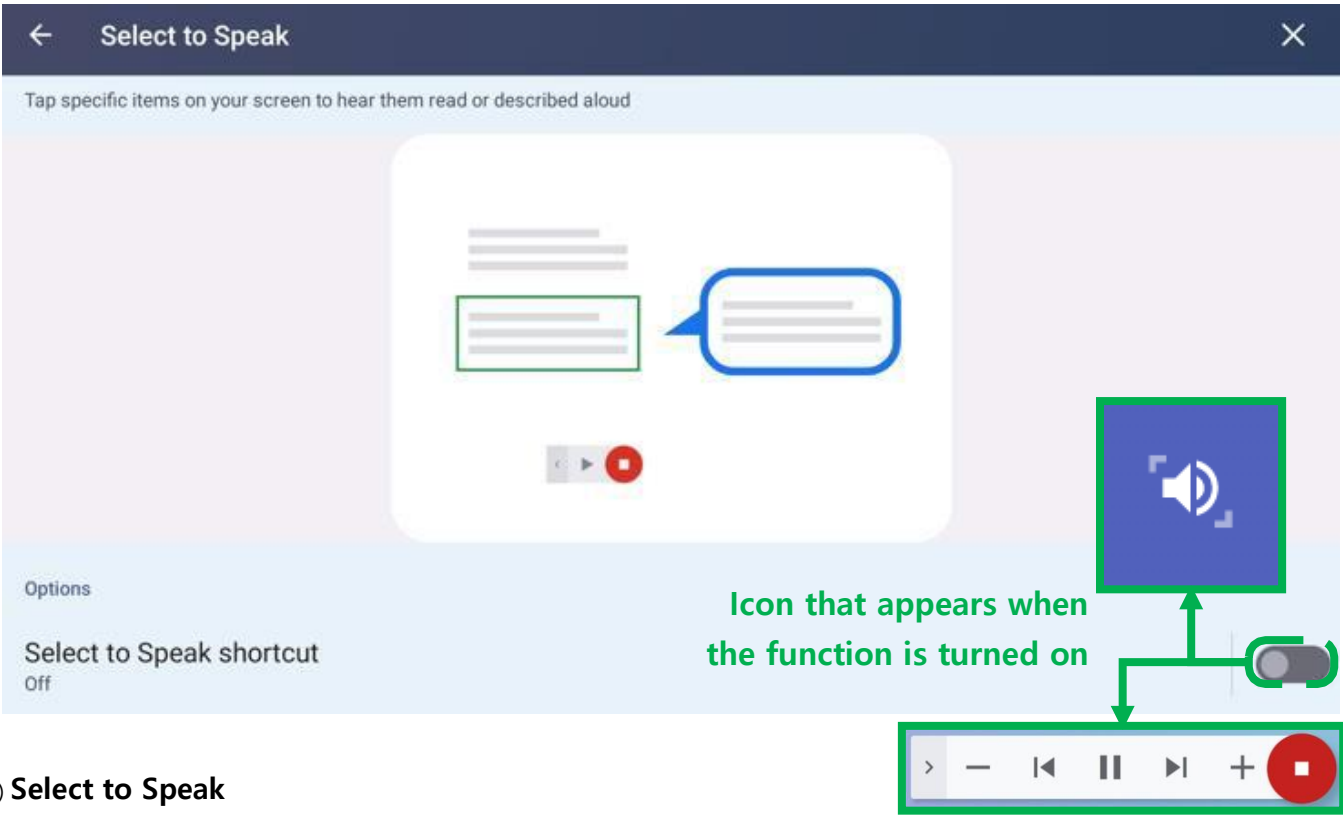 Select to Speak
Tap specific items on your screen to hear them read or described aloud
Options
Icon that appears when
the function is turned on
Select to Speak shortcut
Off
) Select to Speak